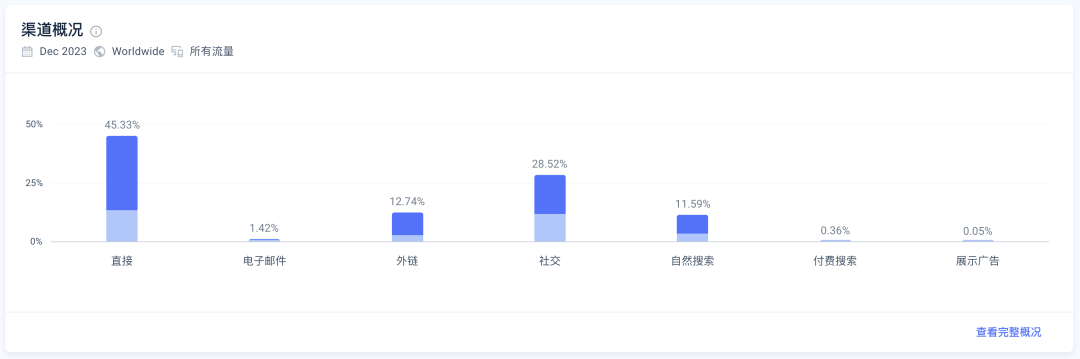 渠道概况
Dec 2023 Worldwide 所有流量
50%
25%
0%
45.33%
1.42%
12.74%
28.52%
11.59%
0.36%
0.05%
直接
电子邮件
外链
社交
自然搜索
付费搜索
展示广告
查看完整概况